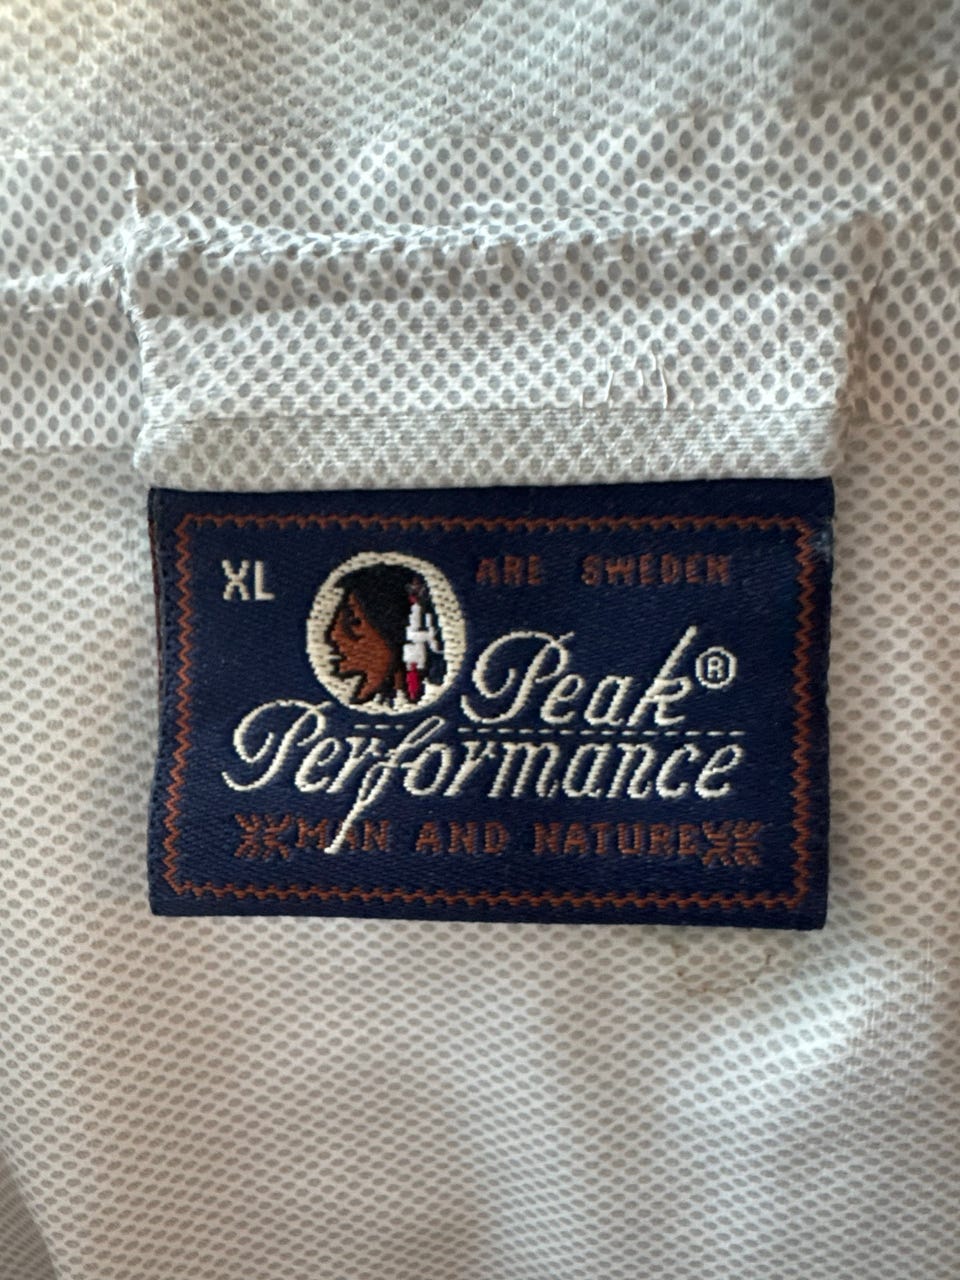 XL
ARE SWEDEN
Peak®
Performance
MAN AND NATURE